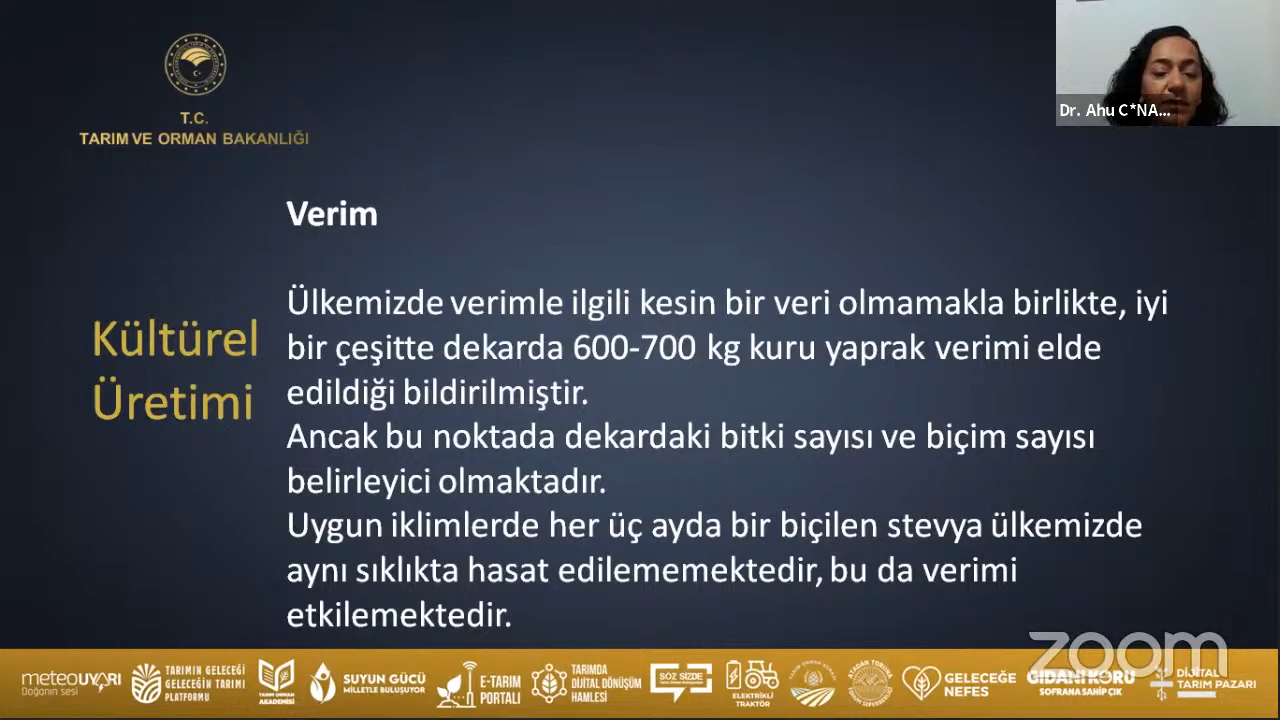 T.C.
TARIM VE ORMAN BAKANLIĞI
Dr. Ahu C*NA...
Verim
Kültürel
Üretimi
Ülkemizde verimle ilgili kesin bir veri olmamakla birlikte, iyi
bir çeşitte dekarda 600-700 kg kuru yaprak verimi elde
edildiği bildirilmiştir.
Ancak bu noktada dekardaki bitki sayısı ve biçim sayısı
belirleyici olmaktadır.
Uygun iklimlerde her üç ayda bir biçilen stevya ülkemizde
aynı sıklıkta hasat edilememektedir, bu da verimi
etkilemektedir.
zoom
meteoUYARI
Doğanın sesi
TARIMIN GELECEĞİ
GELECEĞİN TARIMI
PLATFORMU
TARIM ORMAN
AKADEMİSİ
SUYUN GÜCÜ
MİLLETLE BULUŞUYOR
E-TARIM
PORTALI
TARIMDA
DİJİTAL DÖNÜŞÜM
HAMLESİ
SÖZ SİZDE
ELEKTRİKLİ
TRAKTÖR
GELECEĞE
NEFES
GIDANI KORU
SOFRANA SAHİP ÇIK
DİJİTAL
TARIM PAZARI